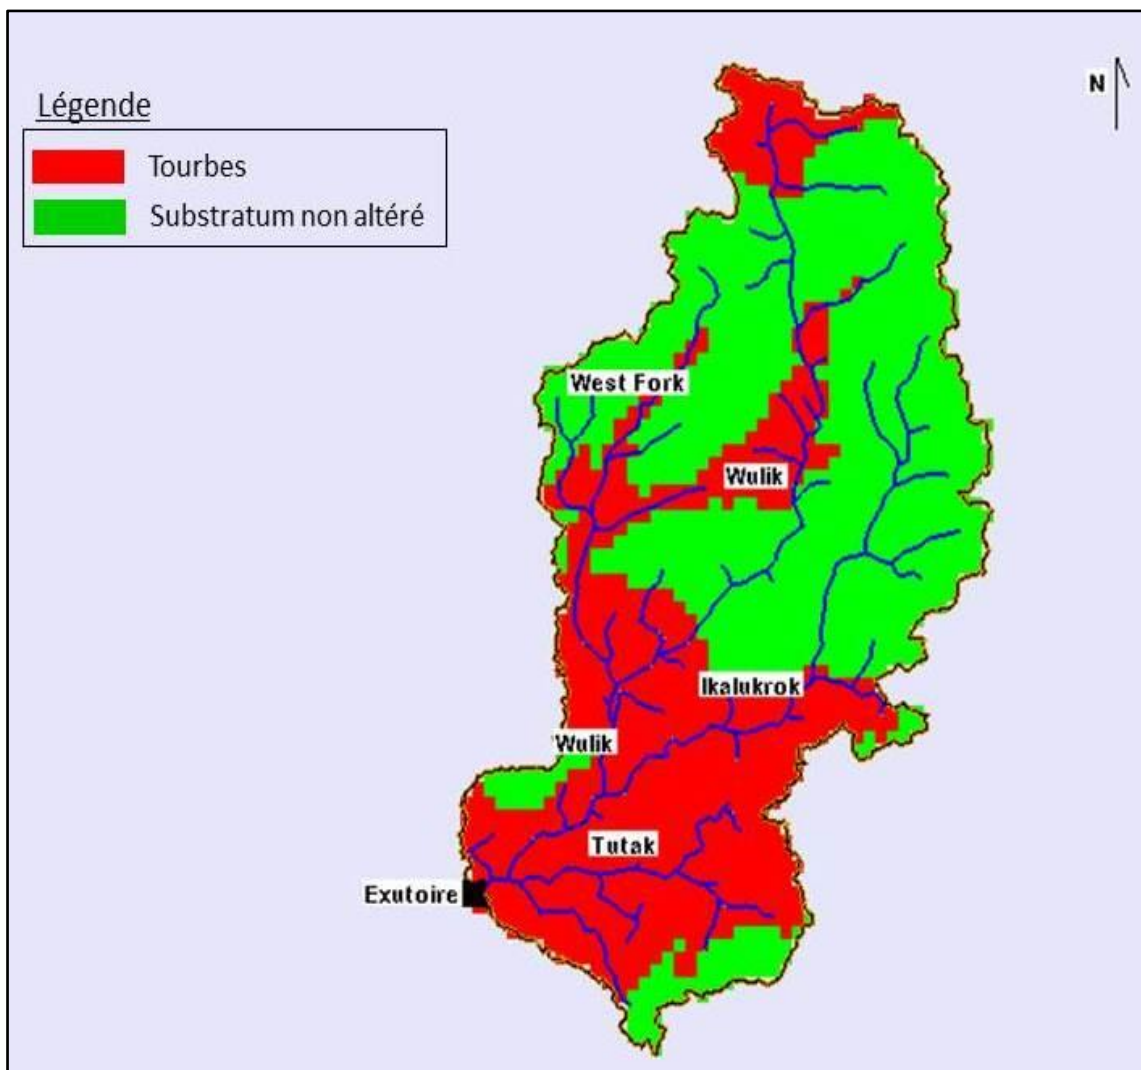 Légende
Tourbes
Substratum non altéré
N
West Fork
Wulik
Ikalukrok
Wulik
Tutak
Exutoire